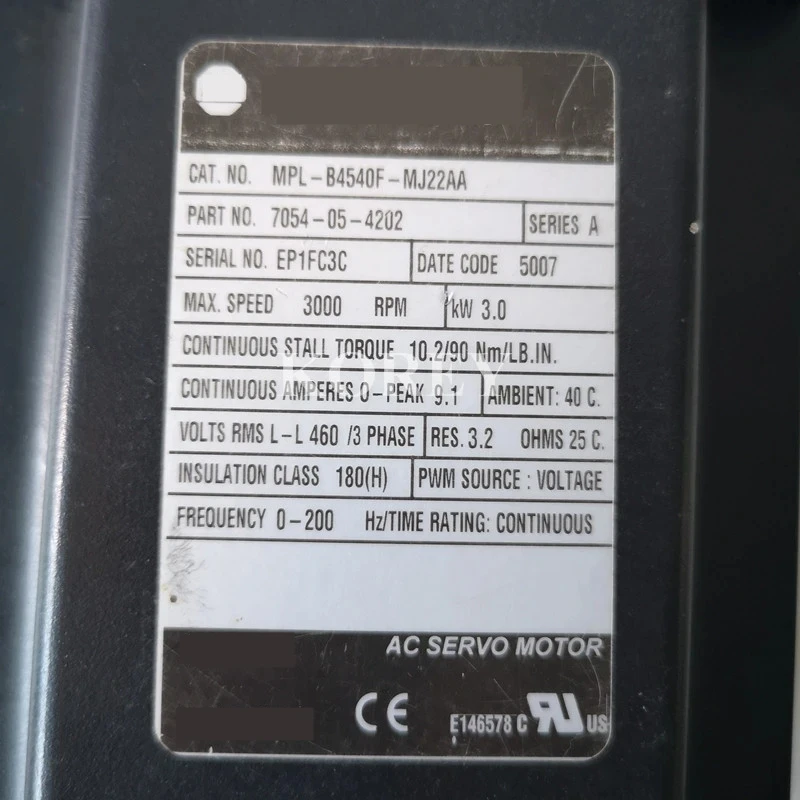 CAT. NO. MPL-B4540F-MJ22AA
PART NO. 7054-05-4202 SERIES A
SERIAL NO. EP1FC3C DATE CODE 5007
MAX. SPEED 3000 RPM kW 3.0
CONTINUOUS STALL TORQUE 10.2/90 Nm/LB.IN.
KOREY
CONTINUOUS AMPERES 0-PEAK 9.1 AMBIENT: 40 C.
VOLTS RMS L-L 460 /3 PHASE RES. 3.2 OHMS 25 C.
INSULATION CLASS 180(H) PWM SOURCE : VOLTAGE
FREQUENCY 0-200 Hz/TIME RATING: CONTINUOUS
AC SERVO MOTOR
CE E146578 C RU US